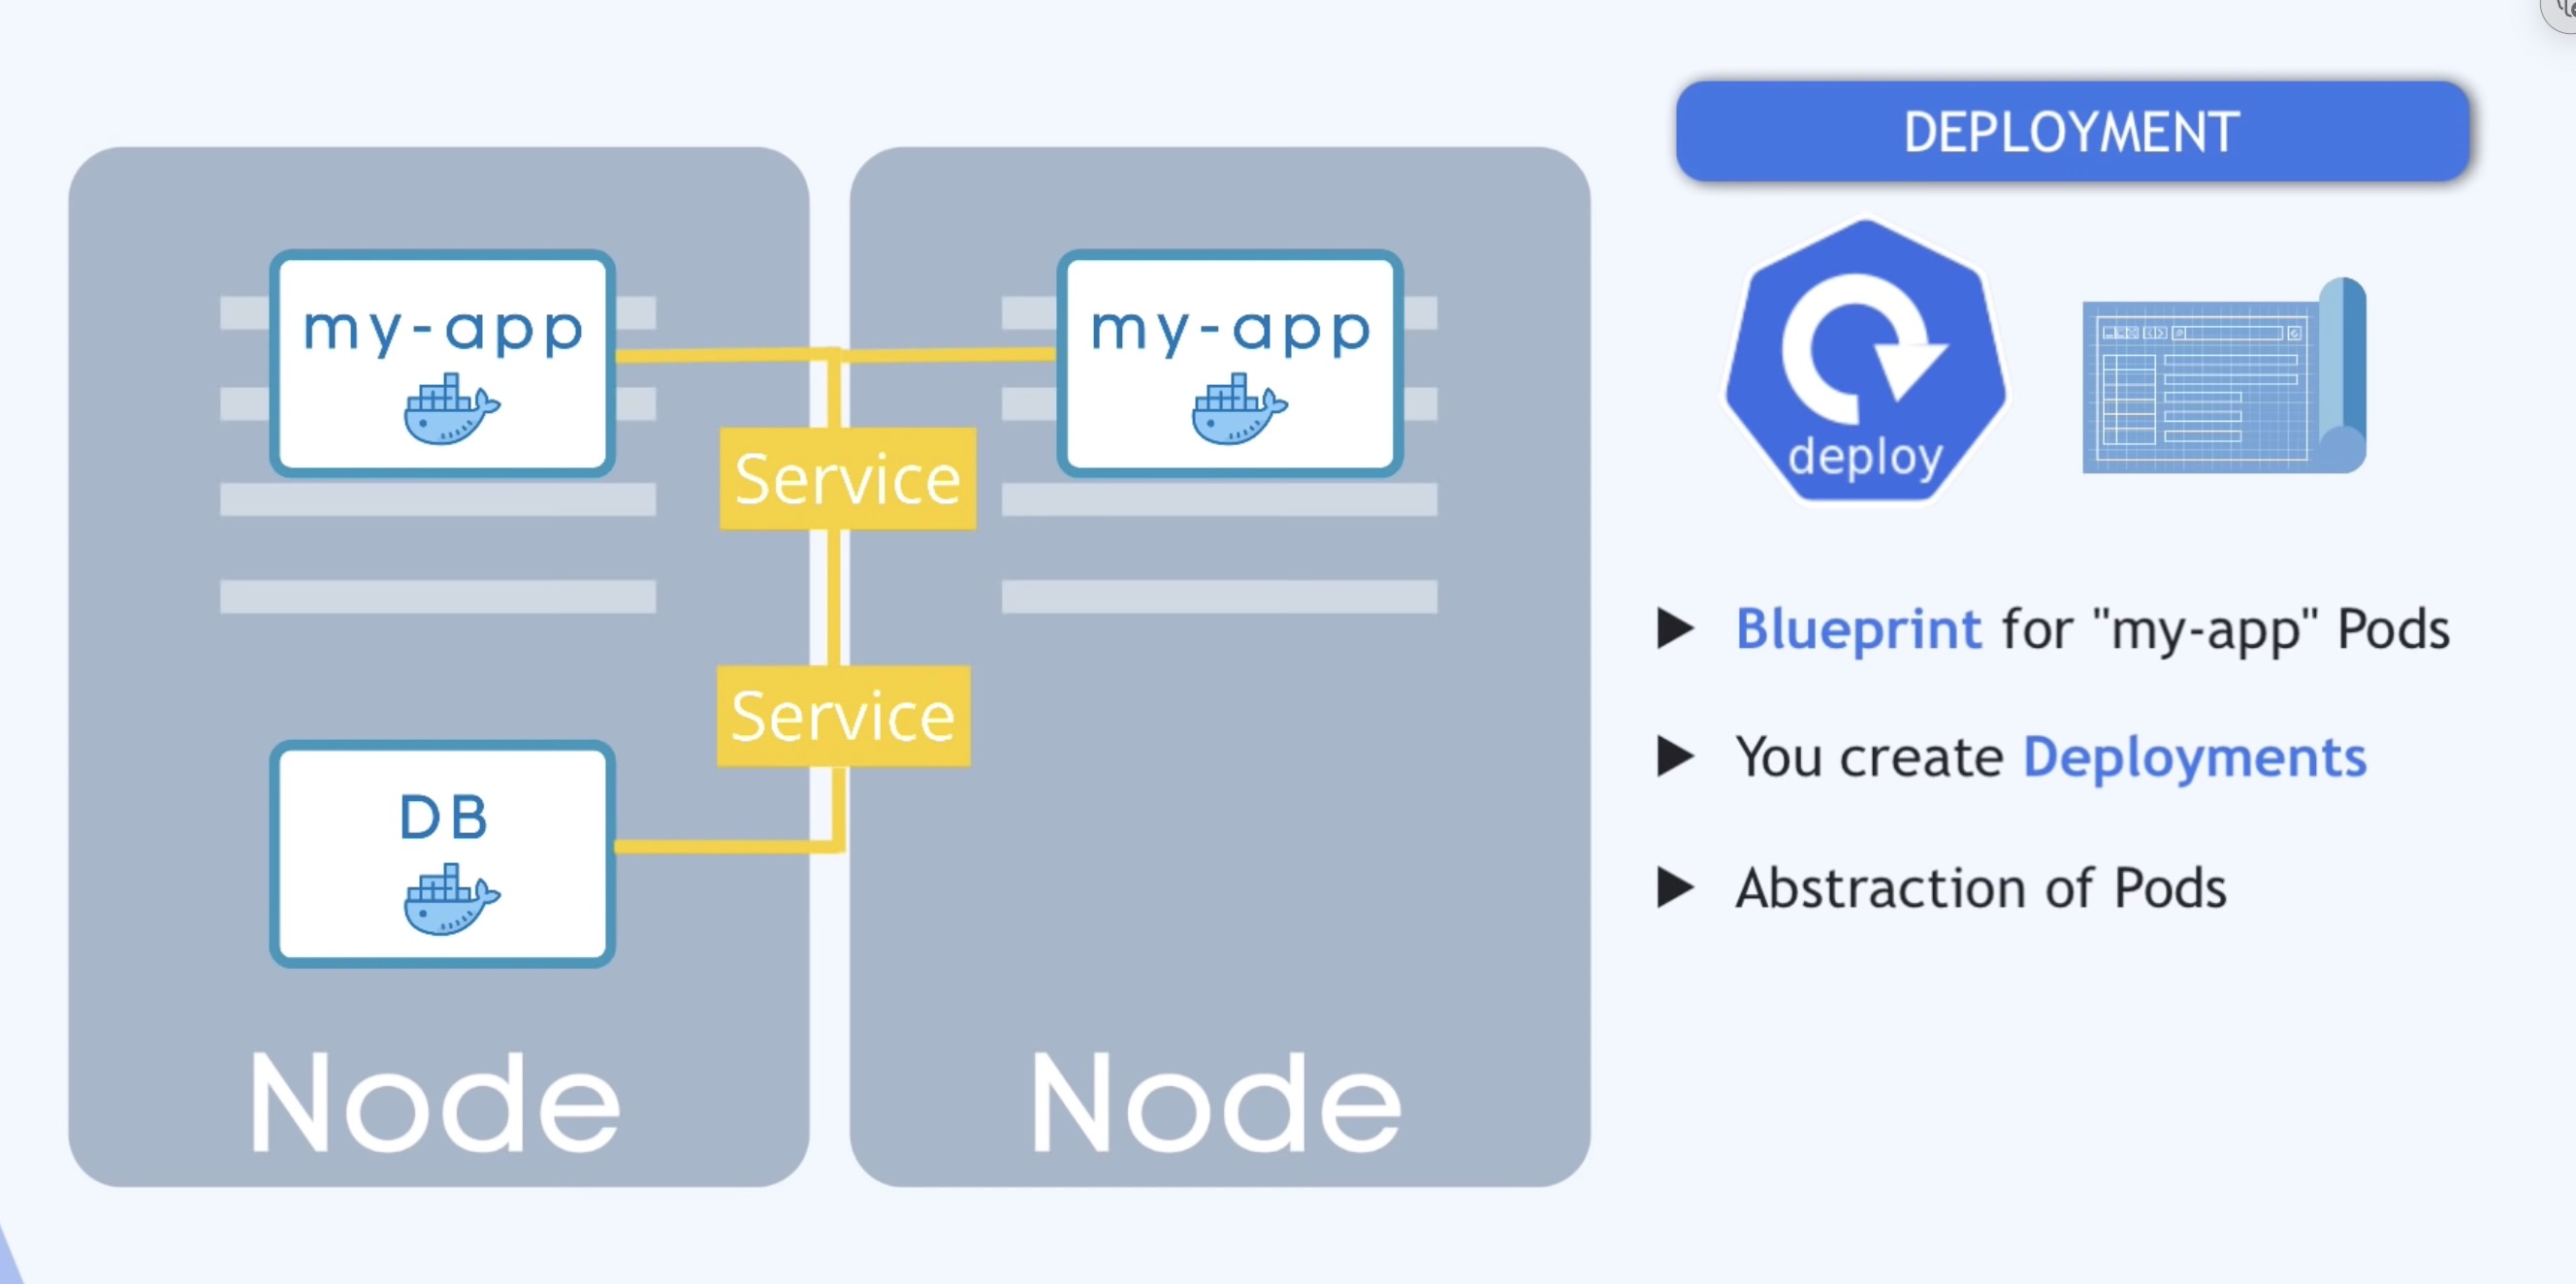 DEPLOYMENT
my-app
my-app
Service
deploy
Service
Blueprint for "my-app" Pods
You create Deployments
DB
Abstraction of Pods
Node
Node